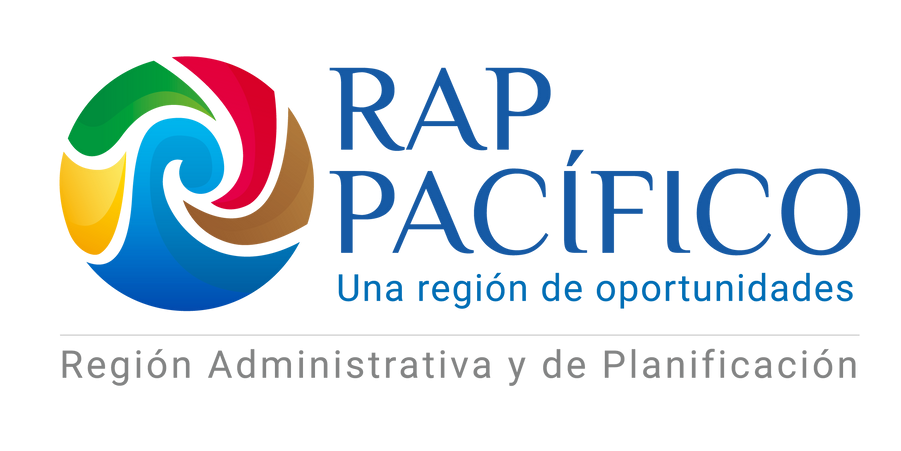 RAP
PACÍFICO
Una región de oportunidades
Región Administrativa y de Planificación